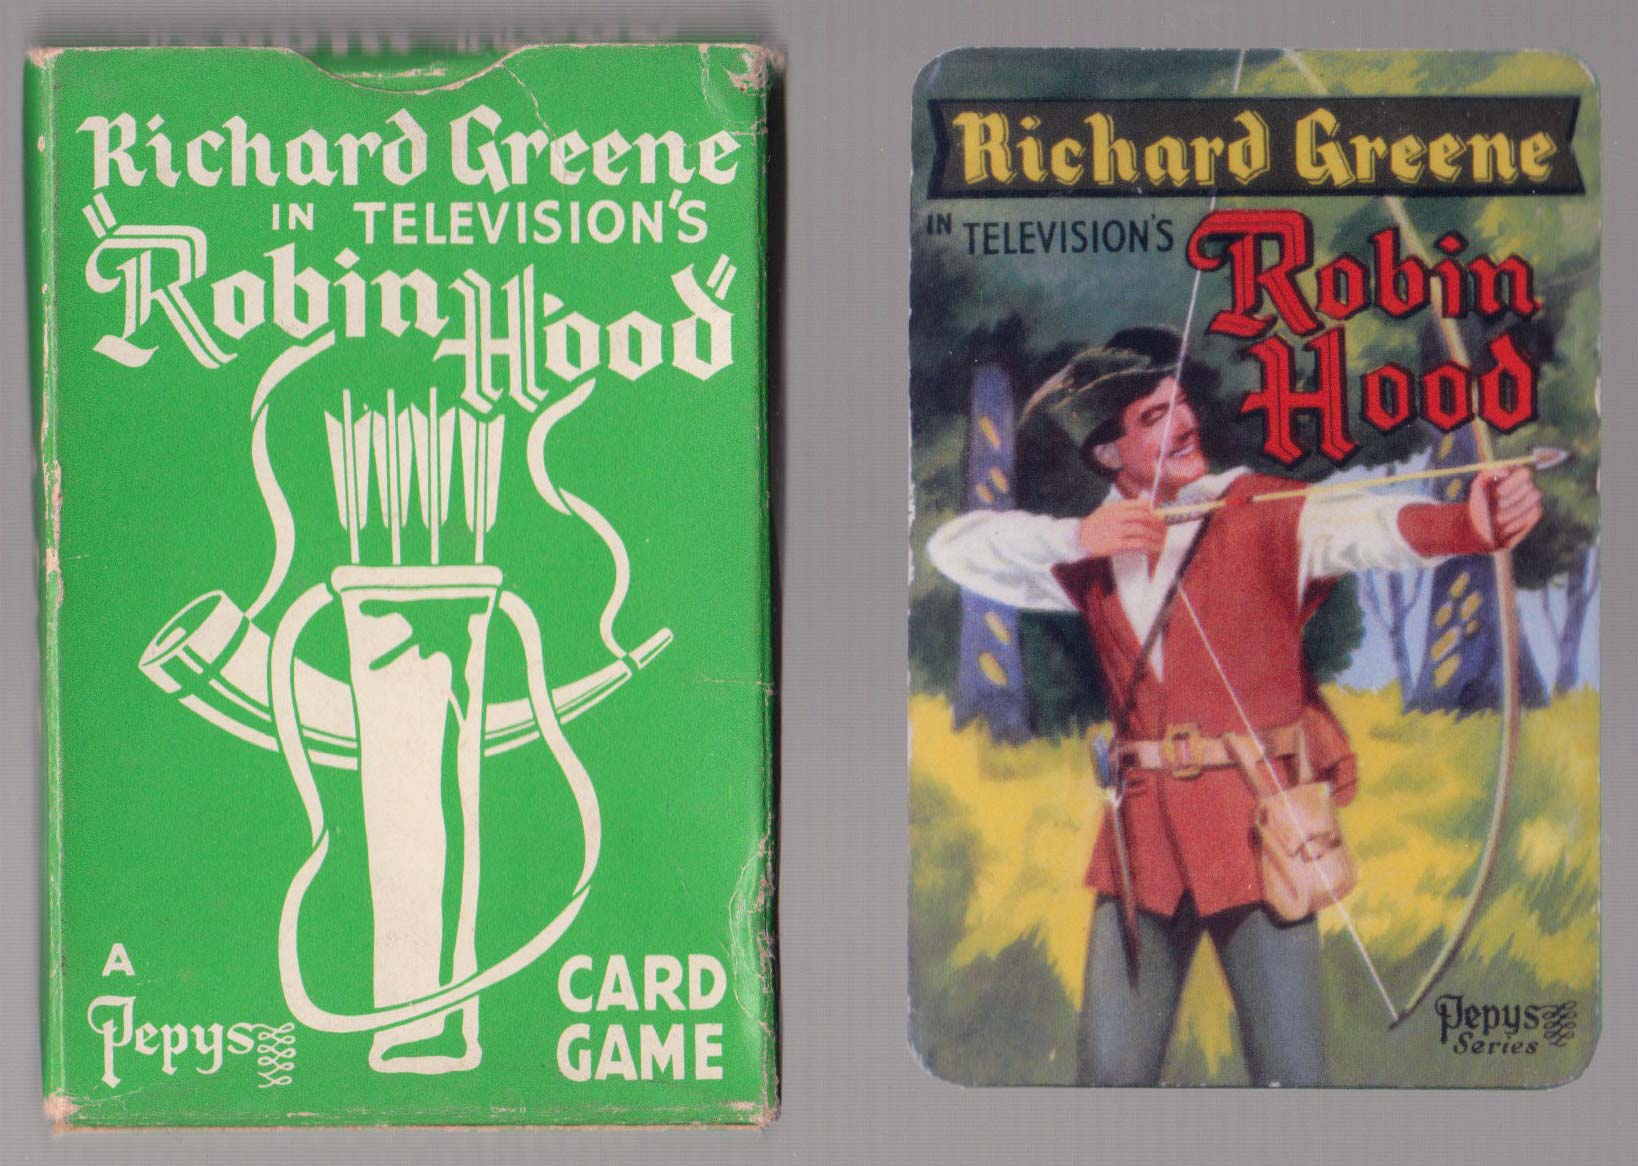 Richard Greene
IN TELEVISION'S
"Robin Hood"
A
Pepys
CARD
GAME
Richard Greene
IN TELEVISION'S
Robin
Hood
Pepys
Series